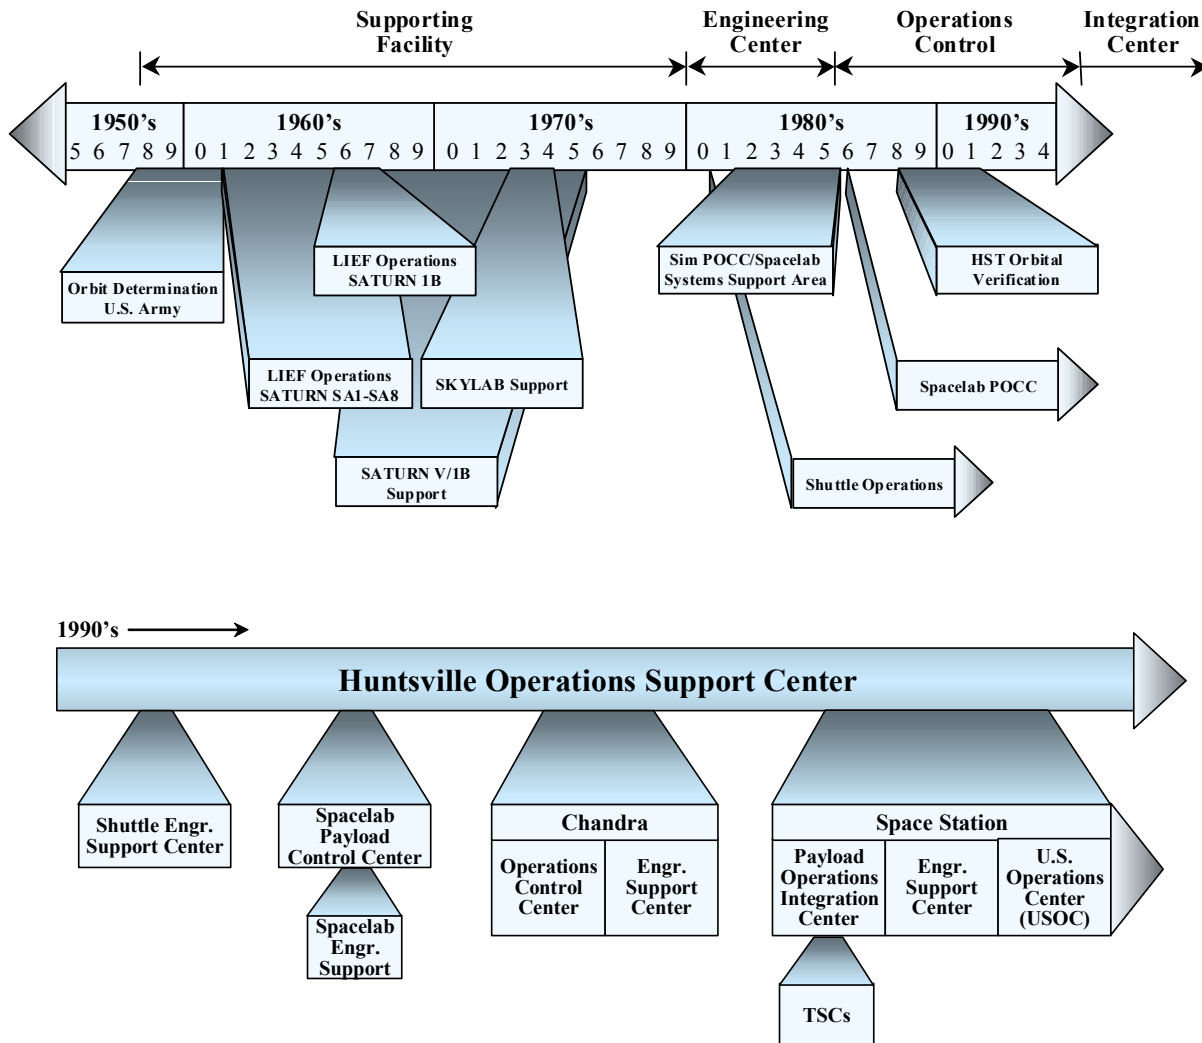 Supporting
Facility
Engineering
Center
Operations
Control
Integration
Center
1950's
1960's
1970's
1980's
1990's
5 6 7 8 9
0 1 2 3 4 5 6 7 8 9
0 1 2 3 4 5 6 7 8 9
0 1 2 3 4 5 6 7 8 9
0 1 2 3 4
Orbit Determination
U.S. Army
LIEF Operations
SATURN 1B
Sim POCC/Spacelab
Systems Support Area
HST Orbital
Verification
LIEF Operations
SATURN SA1-SA8
SKYLAB Support
Spacelab POCC
SATURN V/1B
Support
Shuttle Operations
1990's
Huntsville Operations Support Center
Shuttle Engr.
Support Center
Spacelab
Payload
Control Center
Spacelab
Engr.
Support
Chandra
Operations
Control
Center
Engr.
Support
Center
Space Station
Payload
Operations
Integration
Center
Engr.
Support
Center
U.S.
Operations
Center
(USOC)
TSCs